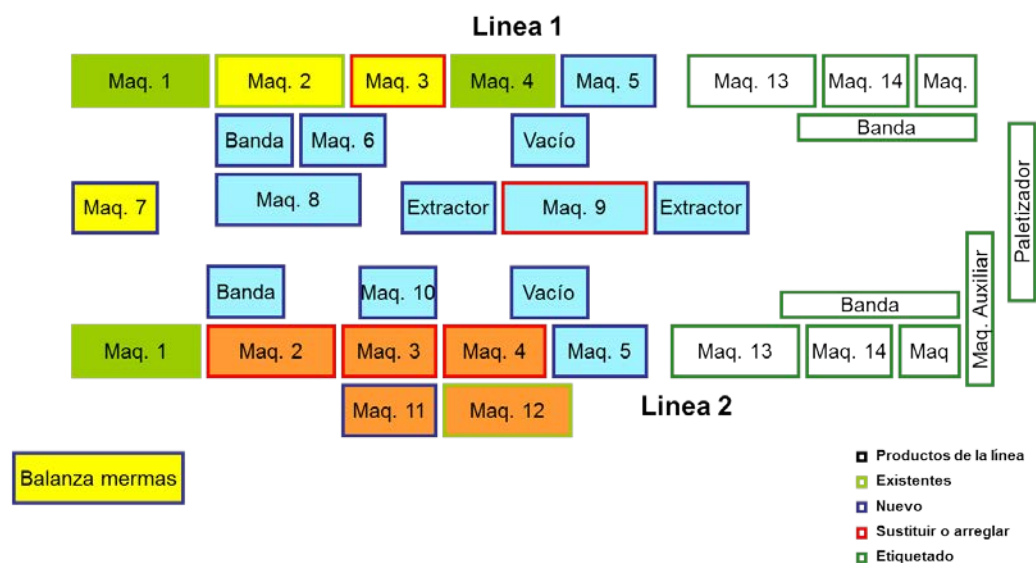 Linea 1
Maq. 1 Maq. 2 Maq. 3 Maq. 4 Maq. 5 Maq. 13 Maq. 14 Maq.
Banda Maq. 6 Vacío Banda
Maq. 7 Maq. 8 Extractor Maq. 9 Extractor
Paletizador
Banda Maq. 10 Vacío Banda
Maq. Auxiliar
Maq. 1 Maq. 2 Maq. 3 Maq. 4 Maq. 5 Maq. 13 Maq. 14 Maq
Maq. 11 Maq. 12 Linea 2
Balanza mermas
Productos de la linea
Existentes
Nuevo
Sustituir o arreglar
Etiquetado